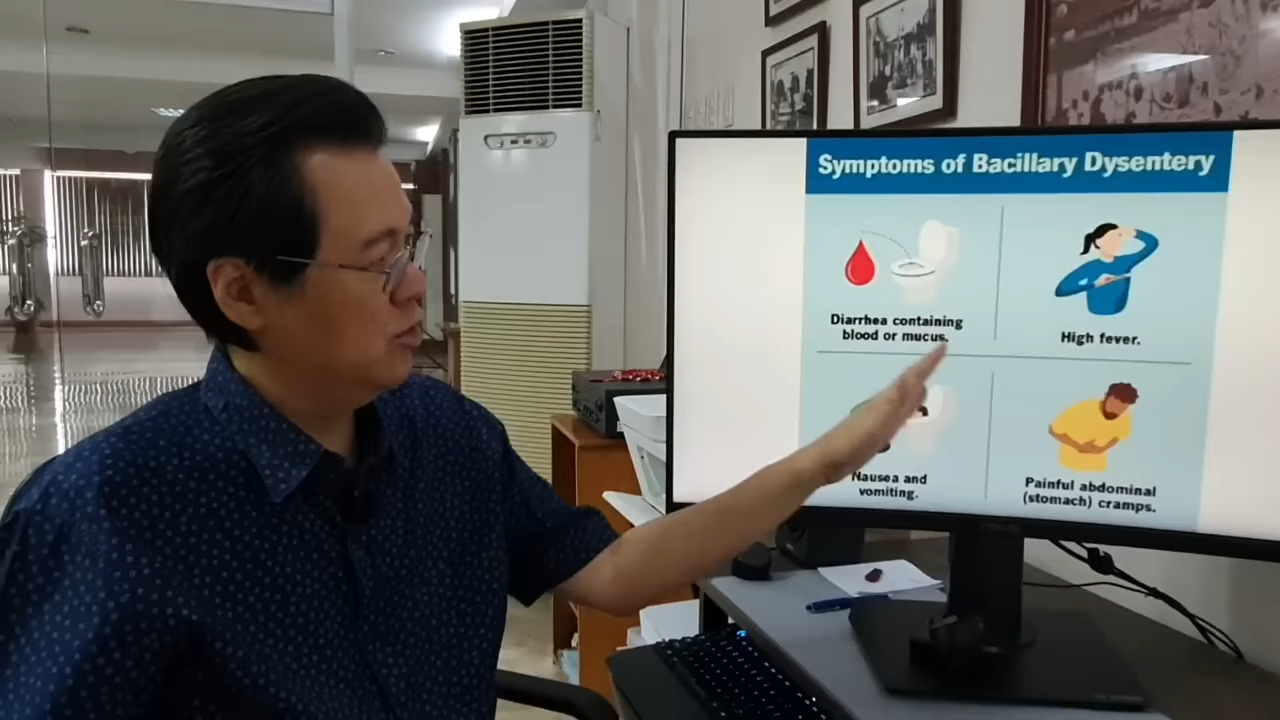 Symptoms of Bacillary Dysentery
Diarrhea containing
blood or mucus.
High fever.
Nausea and
vomiting.
Painful abdominal
(stomach) cramps.